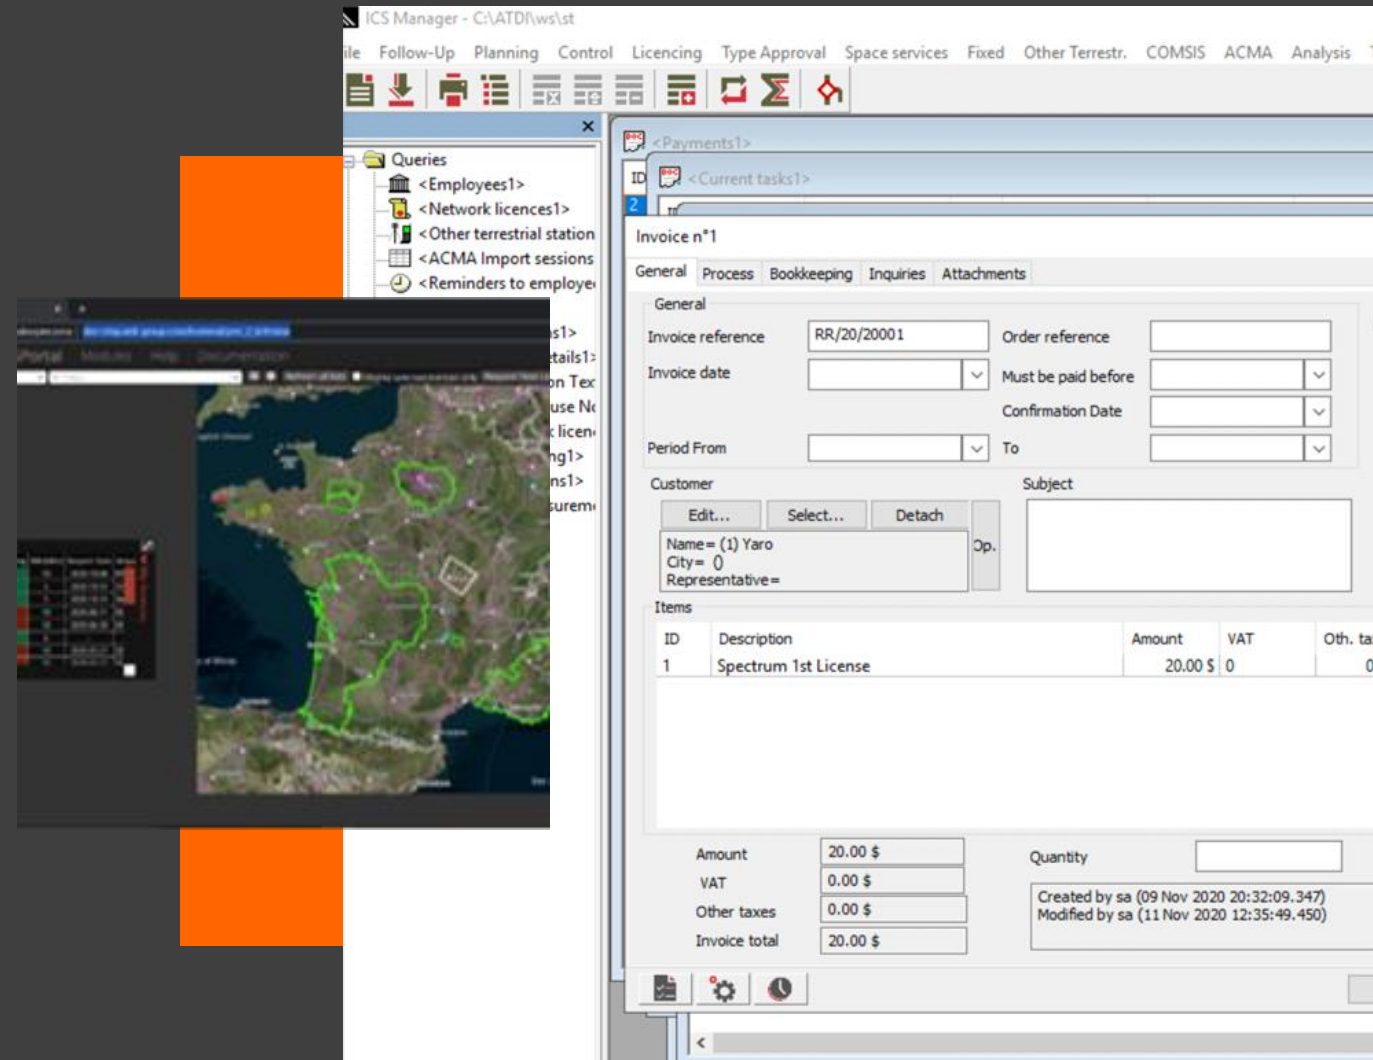 ICS Manager - C:\ATDI\ws\st
ile Follow-Up Planning Control Licencing Type Approval Space services Fixed Other Terrestr. COMSIS ACMA Analysis
Queries
<Employees1>
<Network licences1>
<Other terrestrial station
<ACMA Import sessions
<Reminders to employe
s1>
etails1>
on Tex
use No
licen
ng1>
ns1>
surem
Portal Modules Help Documentation
<Payments1>
ID
<Current tasks1>
2
Invoice n°1
General Process Bookkeeping Inquiries Attachments
General
Invoice reference RR/20/20001 Order reference
Invoice date Must be paid before
Confirmation Date
Period From To
Customer Subject
Edit... Select... Detach
Op.
Name= (1) Yaro
City= ()
Representative=
Items
ID Description Amount VAT Oth. ta
1 Spectrum 1st License 20.00 $ 0 0
Amount 20.00 $ Quantity
VAT 0.00 $
Other taxes 0.00 $
Invoice total 20.00 $
Created by sa (09 Nov 2020 20:32:09.347)
Modified by sa (11 Nov 2020 12:35:49.450)